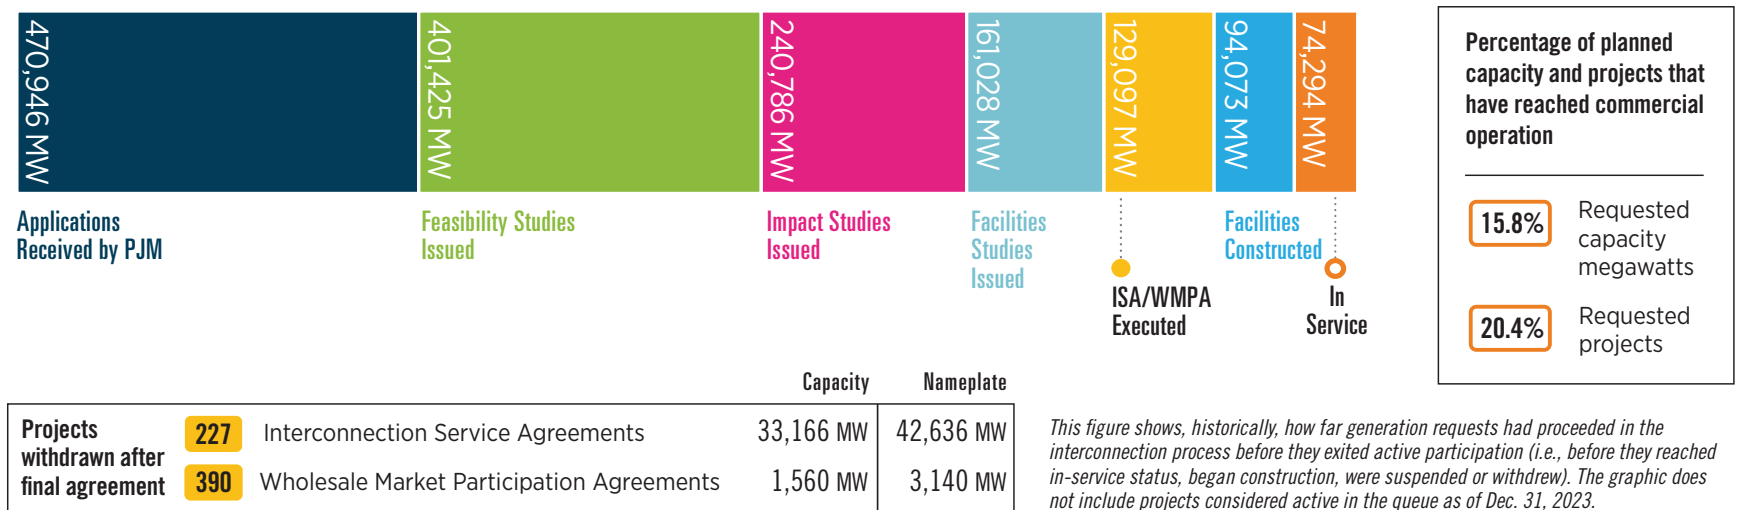 470,946 MW
401,425 MW
240,786 MW
161,028 MW
129,097 MW
94,073 MW
74,294 MW
Applications
Received by PJM
Feasibility Studies
Issued
Impact Studies
Issued
Facilities
Studies
Issued
ISA/WMPA
Executed
Facilities
Constructed
In
Service
Percentage of planned
capacity and projects that
have reached commercial
operation
15.8%
Requested
capacity
megawatts
20.4%
Requested
projects
Capacity Nameplate
Projects
withdrawn after
final agreement
227 Interconnection Service Agreements 33,166 MW 42,636 MW
390 Wholesale Market Participation Agreements 1,560 MW 3,140 MW
This figure shows, historically, how far generation requests had proceeded in the
interconnection process before they exited active participation (i.e., before they reached
in-service status, began construction, were suspended or withdrew). The graphic does
not include projects considered active in the queue as of Dec. 31, 2023.